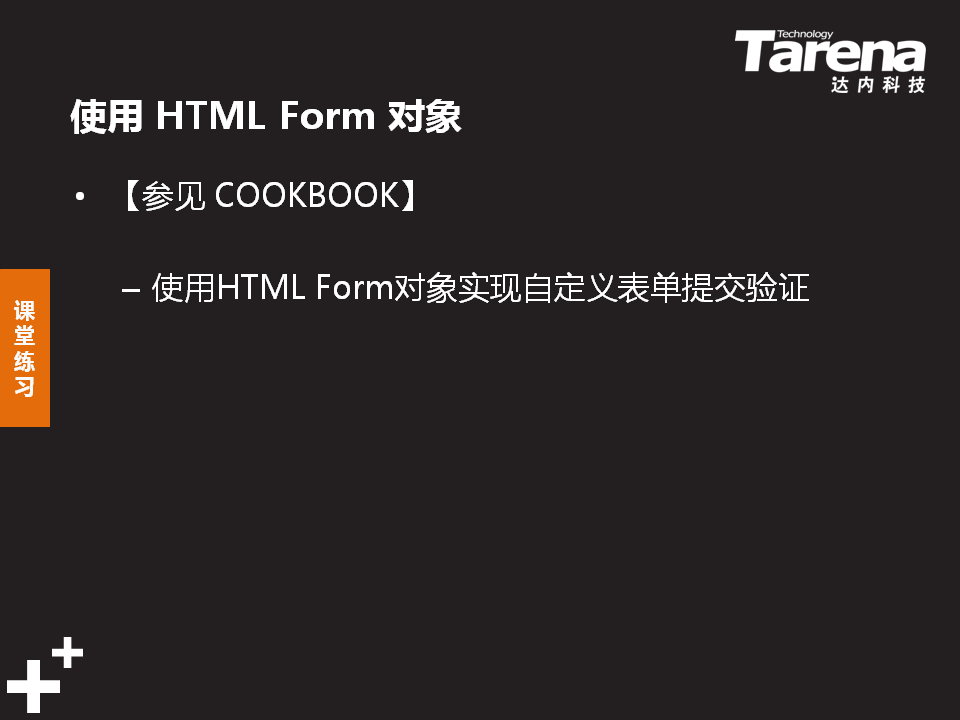 Technology
Tarena
达内科技
使用 HTML Form 对象
• 【参见 COOKBOOK】
– 使用HTML Form对象实现自定义表单提交验证
课
堂
练
习